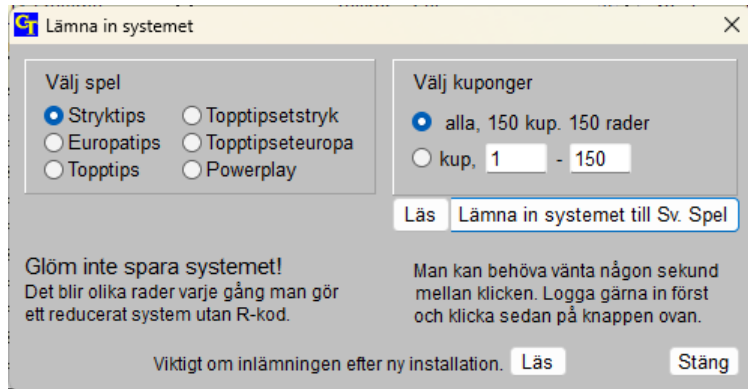 GT Lämna in systemet
Välj spel
Stryktips Topptipsetstryk
Europatips Topptipseteuropa
Topptips Powerplay
Välj kuponger
alla, 150 kup. 150 rader
kup, 1 - 150
Läs Lämna in systemet till Sv. Spel
Glöm inte spara systemet!
Det blir olika rader varje gång man gör
ett reducerat system utan R-kod.
Man kan behöva vänta någon sekund
mellan klicken. Logga gärna in först
och klicka sedan på knappen ovan.
Viktigt om inlämningen efter ny installation. Läs Stäng